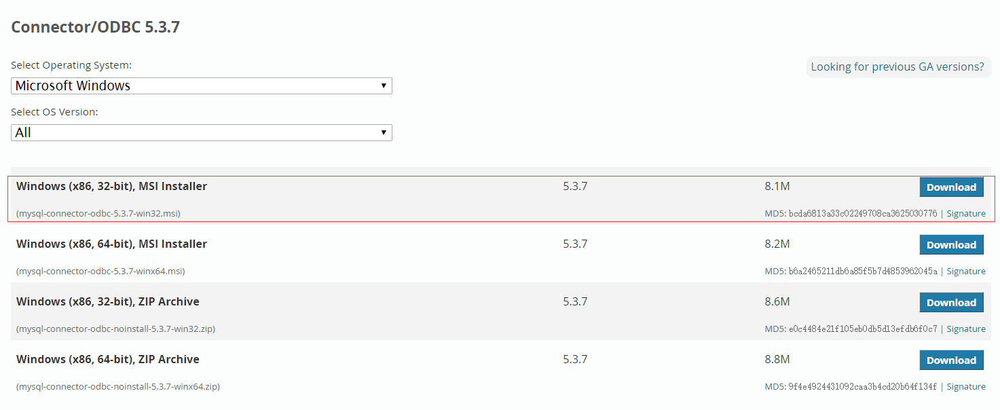 Connector/ODBC 5.3.7
Select Operating System:
Looking for previous GA versions?
Microsoft Windows
Select OS Version:
All
Windows (x86, 32-bit), MSI Installer 5.3.7 8.1M Download
(mysql-connector-odbc-5.3.7-win32.msi) MD5: bcda6813a33c02249708ca3625030776 | Signature
Windows (x86, 64-bit), MSI Installer 5.3.7 8.2M Download
(mysql-connector-odbc-5.3.7-winx64.msi) MD5: b6a2465211db6a85f5b7d4853962045a | Signature
Windows (x86, 32-bit), ZIP Archive 5.3.7 8.6M Download
(mysql-connector-odbc-noinstall-5.3.7-win32.zip) MD5: e0c4484e21f105eb0db5d13efdb6f0c7 | Signature
Windows (x86, 64-bit), ZIP Archive 5.3.7 8.8M Download
(mysql-connector-odbc-noinstall-5.3.7-winx64.zip) MD5: 9f4e4924431092caa3b4cd20b64f134f | Signature